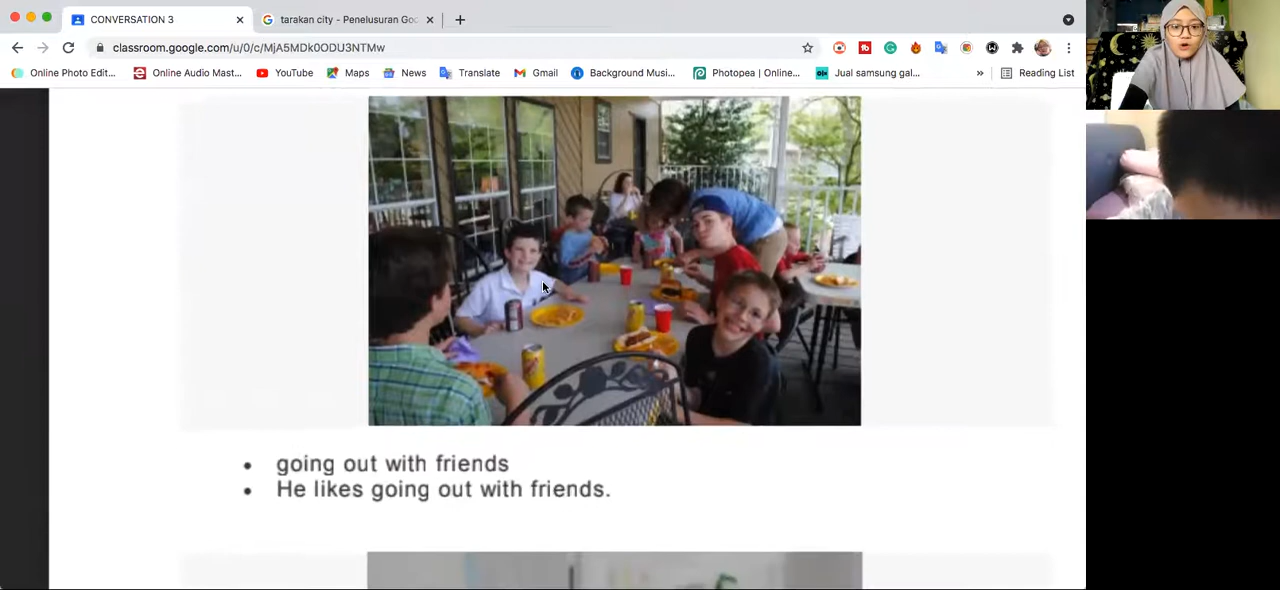 CONVERSATION 3
tarakan city - Penelusuran Goo
classroom.google.com/u/0/c/MjA5MDk0ODU3NTMw
Online Photo Edit...
Online Audio Mast...
YouTube
Maps
News
Translate
Gmail
Background Musi...
Photopea | Online...
Jual samsung gal...
»
Reading List
• going out with friends
• He likes going out with friends.